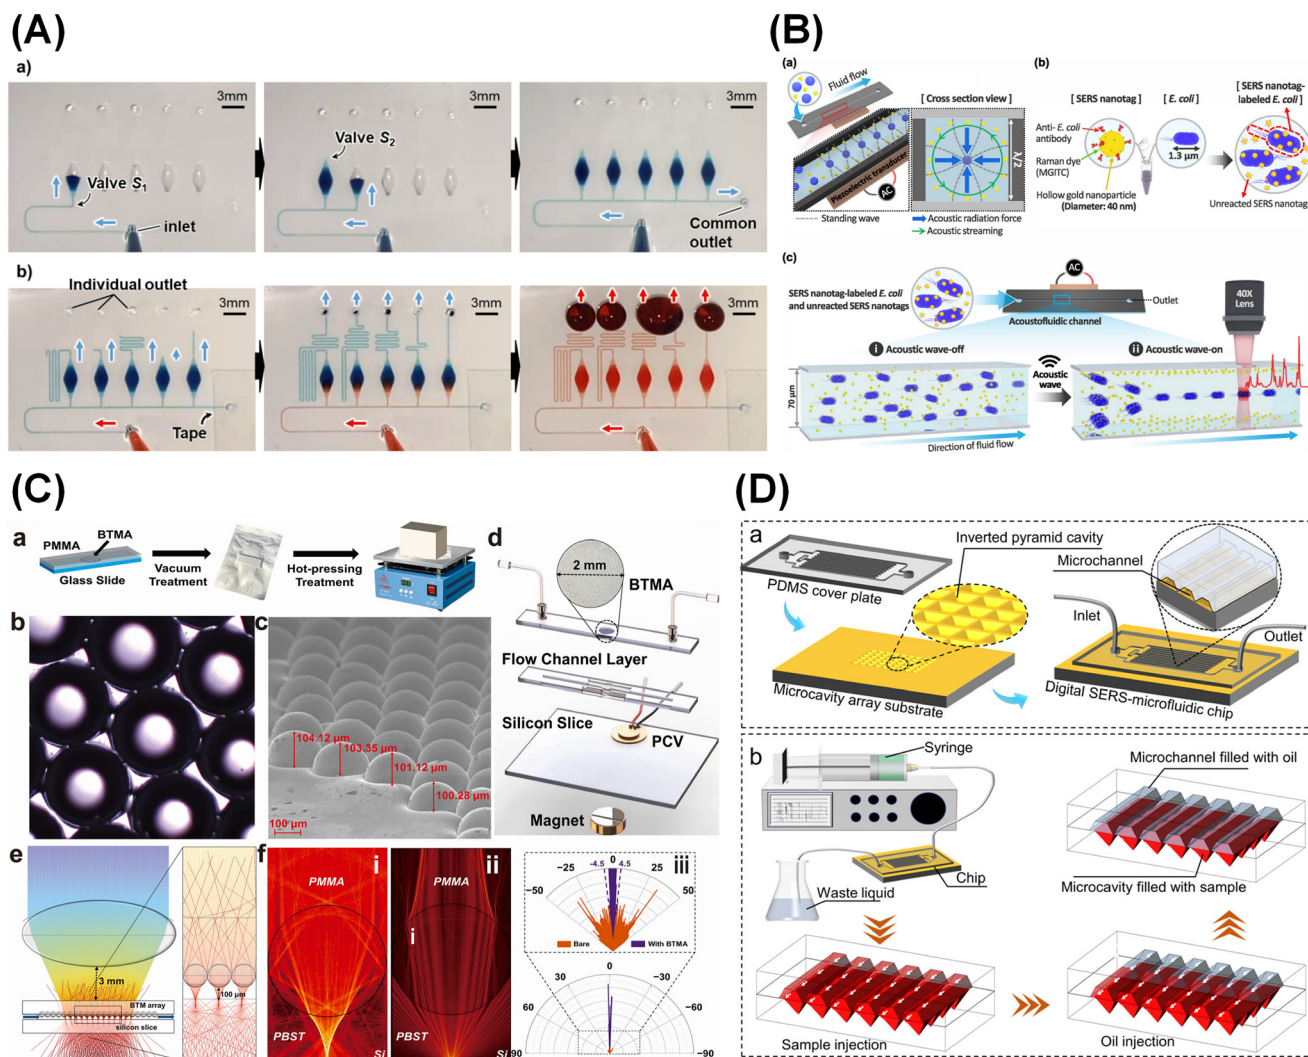 (A)
a)
3mm
3mm
3mm
Valve S1
inlet
Valve S2
Common
outlet
b)
Individual outlet
3mm
3mm
3mm
Tape
(B)
(a)
Fluid flow
[ Cross section view ]
Piezoelectric transducer
AC
λ/2
Standing wave
Acoustic radiation force
Acoustic streaming
(b)
[ SERS nanotag ]
[ E. coli ]
[ SERS nanotag-
labeled E. coli ]
Anti- E. coli
antibody
Raman dye
(MGITC)
Hollow gold nanoparticle
(Diameter: 40 nm)
1.3 μm
Unreacted SERS nanotag
(c)
SERS nanotag-labeled E. coli
and unreacted SERS nanotags
AC
Outlet
Acoustofluidic channel
40X
Lens
i Acoustic wave-off
Acoustic
wave
ii Acoustic wave-on
70 μm
Direction of fluid flow
(C)
a
PMMA
BTMA
Glass Slide
Vacuum
Treatment
Hot-pressing
Treatment
b
c
104.12 μm
103.35 μm
101.12 μm
100.28 μm
100 μm
d
2 mm
BTMA
Flow Channel Layer
Silicon Slice
PCV
Magnet
e
3 mm
BTM array
silicon slice
100 μm
f
i
PMMA
PBST
Si
ii
PMMA
i
PBST
Si
iii
0
-4.5
4.5
-25
25
-50
50
Bare
With BTMA
0
30
-30
60
-60
90
-90
(D)
a
PDMS cover plate
Inverted pyramid cavity
Microchannel
Inlet
Outlet
Microcavity array substrate
Digital SERS-microfluidic chip
b
Syringe
Chip
Waste liquid
Microchannel filled with oil
Microcavity filled with sample
Sample injection
Oil injection